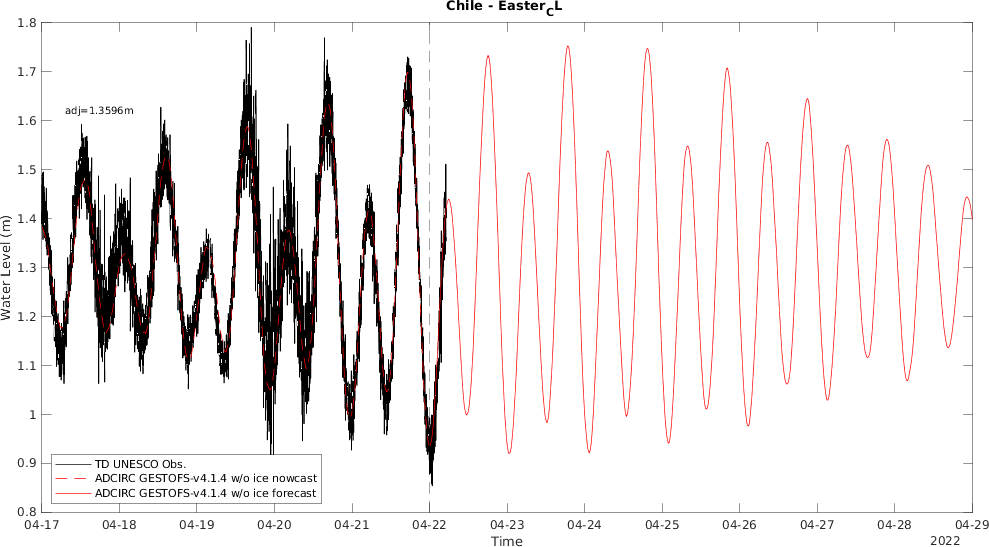 Chile - Easter_CL
1.8
1.7
1.6
1.5
1.4
1.3
1.2
1.1
1
0.9
0.8
Water Level (m)
adj=1.3596m
TD UNESCO Obs.
ADCIRC GESTOFS-v4.1.4 w/o ice nowcast
ADCIRC GESTOFS-v4.1.4 w/o ice forecast
04-17 04-18 04-19 04-20 04-21 04-22 04-23 04-24 04-25 04-26 04-27 04-28 04-29
Time
2022